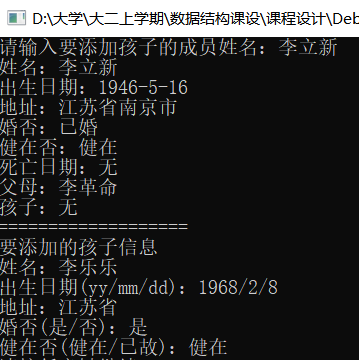 D:\大学\大二上学期\数据结构课设\课程设计\Deb
请输入要添加孩子的成员姓名：李立新
姓名：李立新
出生日期：1946-5-16
地址：江苏省南京市
婚否：已婚
健在否：健在
死亡日期：无
父母：李革命
孩子：无
===================
要添加的孩子信息
姓名：李乐乐
出生日期(yy/mm/dd)：1968/2/8
地址：江苏省
婚否(是/否)：是
健在否(健在/已故)：健在